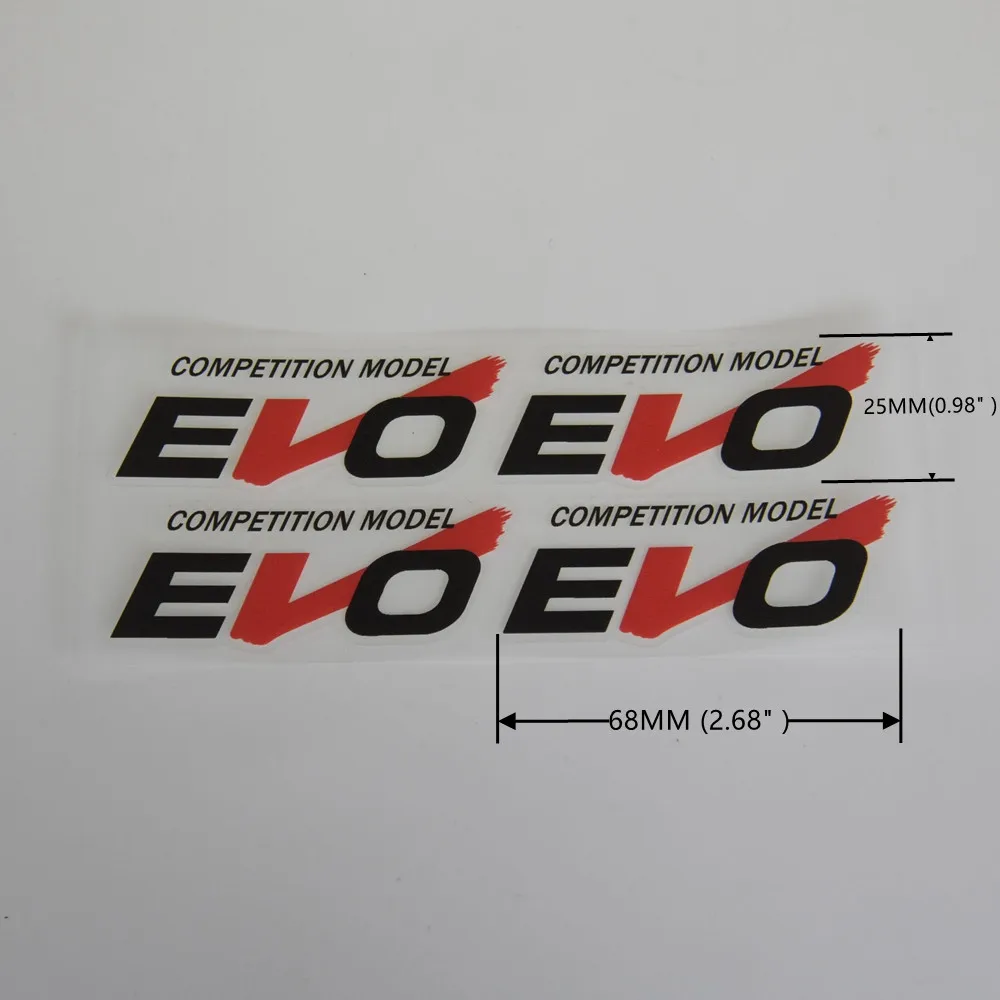 COMPETITION MODEL
EVO
COMPETITION MODEL
EVO
25MM(0.98" )
COMPETITION MODEL
EVO
COMPETITION MODEL
EVO
68MM (2.68" )